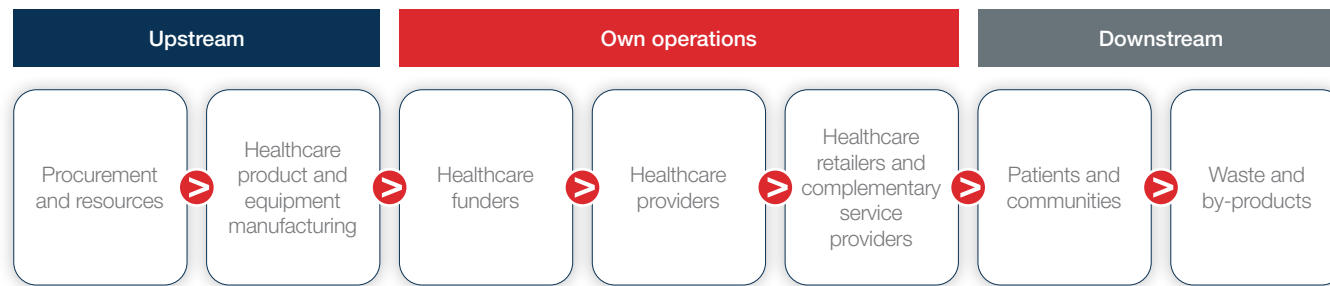 Upstream
Own operations
Downstream
Procurement
and resources
>
Healthcare
product and
equipment
manufacturing
>
Healthcare
funders
>
Healthcare
providers
>
Healthcare
retailers and
complementary
service
providers
>
Patients and
communities
>
Waste and
by-products